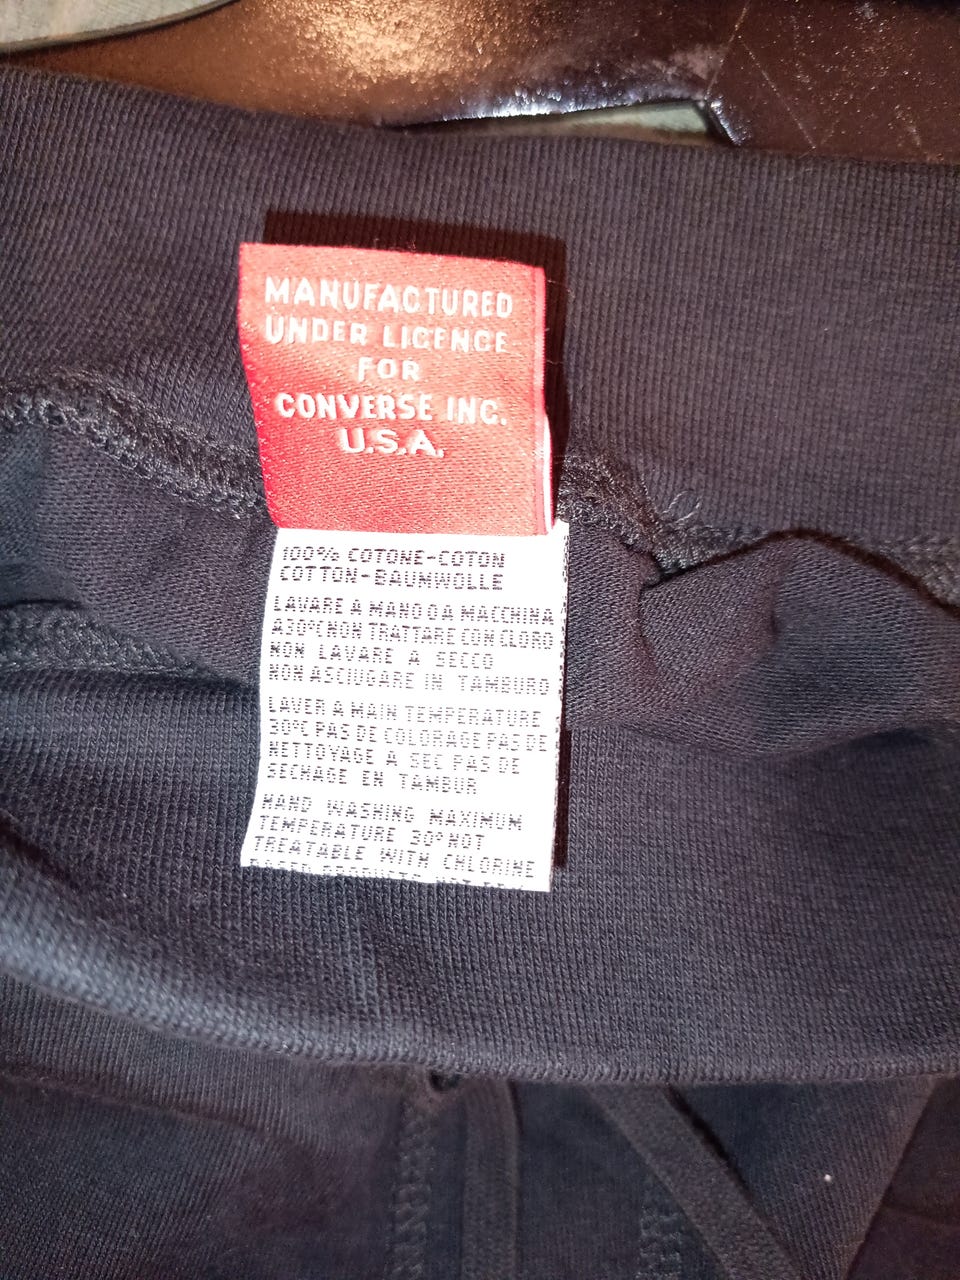 MANUFACTURED
UNDER LICENCE
FOR
CONVERSE INC.
U.S.A.
100% COTONE-COTON
COTTON-BAUMWOLLE
LAVARE A MANO O A MACCHINA
A30°C NON TRATTARE CON CLORO
NON LAVARE A SECCO
NON ASCIUGARE IN TAMBURO
LAVER A MAIN TEMPERATURE
30°C PAS DE COLORAGE PAS DE
NETTOYAGE A SEC PAS DE
SECHAGE EN TAMBUR
HAND WASHING MAXIMUM
TEMPERATURE 30° NOT
TREATABLE WITH CHLORINE